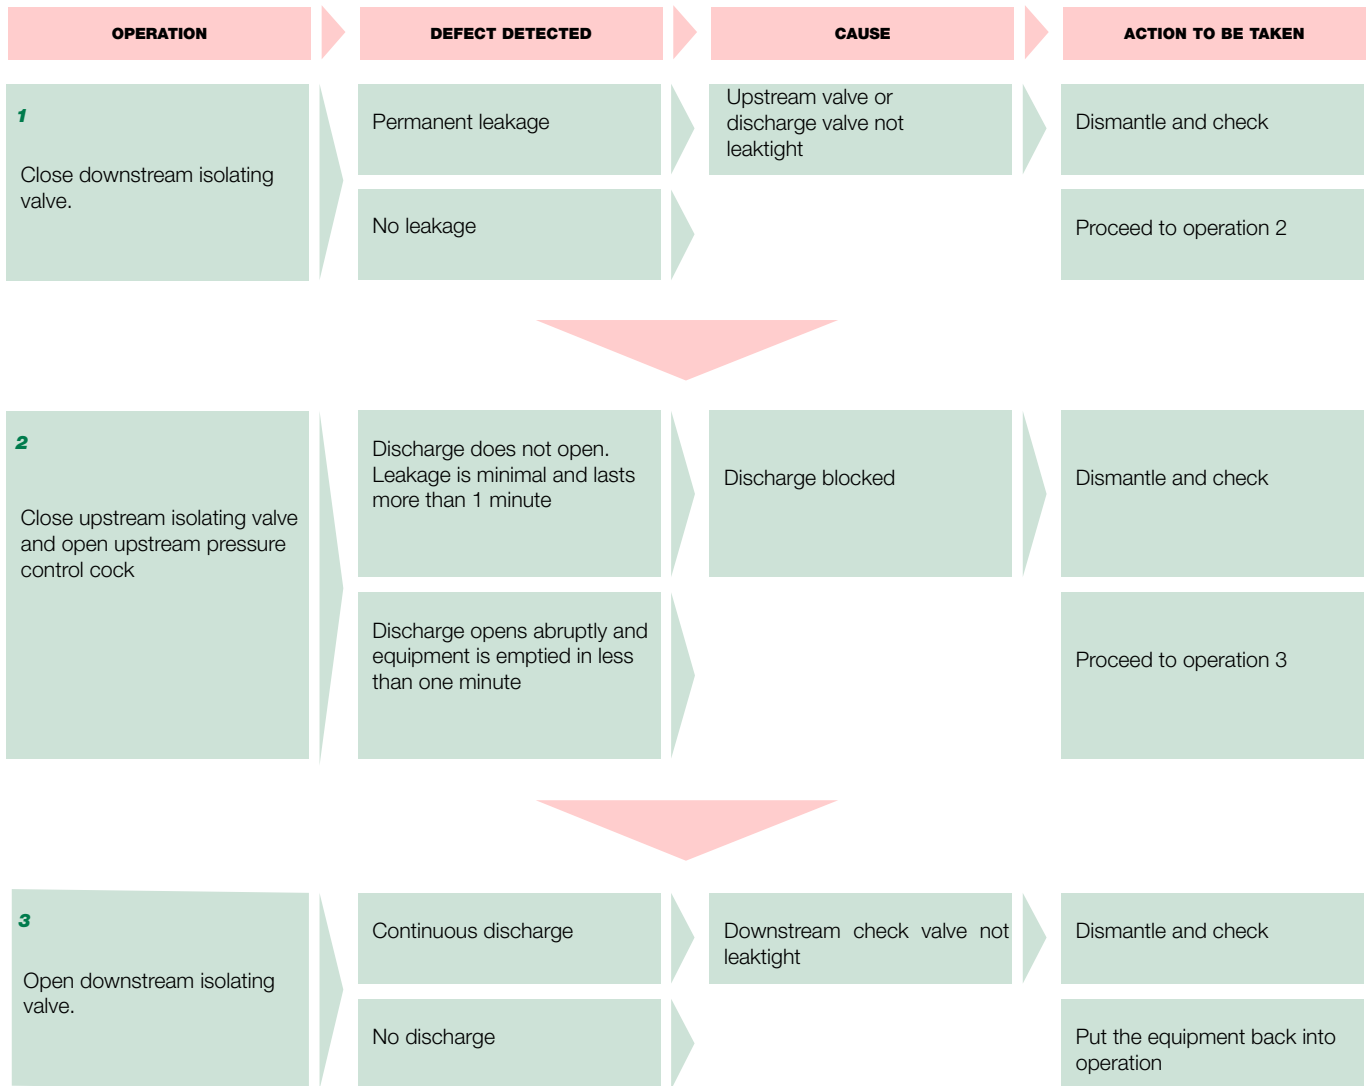 OPERATION
DEFECT DETECTED
CAUSE
ACTION TO BE TAKEN
1
Close downstream isolating
valve.
Permanent leakage
Upstream valve or
discharge valve not
leaktight
Dismantle and check
No leakage
Proceed to operation 2
2
Close upstream isolating valve
and open upstream pressure
control cock
Discharge does not open.
Leakage is minimal and lasts
more than 1 minute
Discharge blocked
Dismantle and check
Discharge opens abruptly and
equipment is emptied in less
than one minute
Proceed to operation 3
3
Open downstream isolating
valve.
Continuous discharge
Downstream check valve not
leaktight
Dismantle and check
No discharge
Put the equipment back into
operation